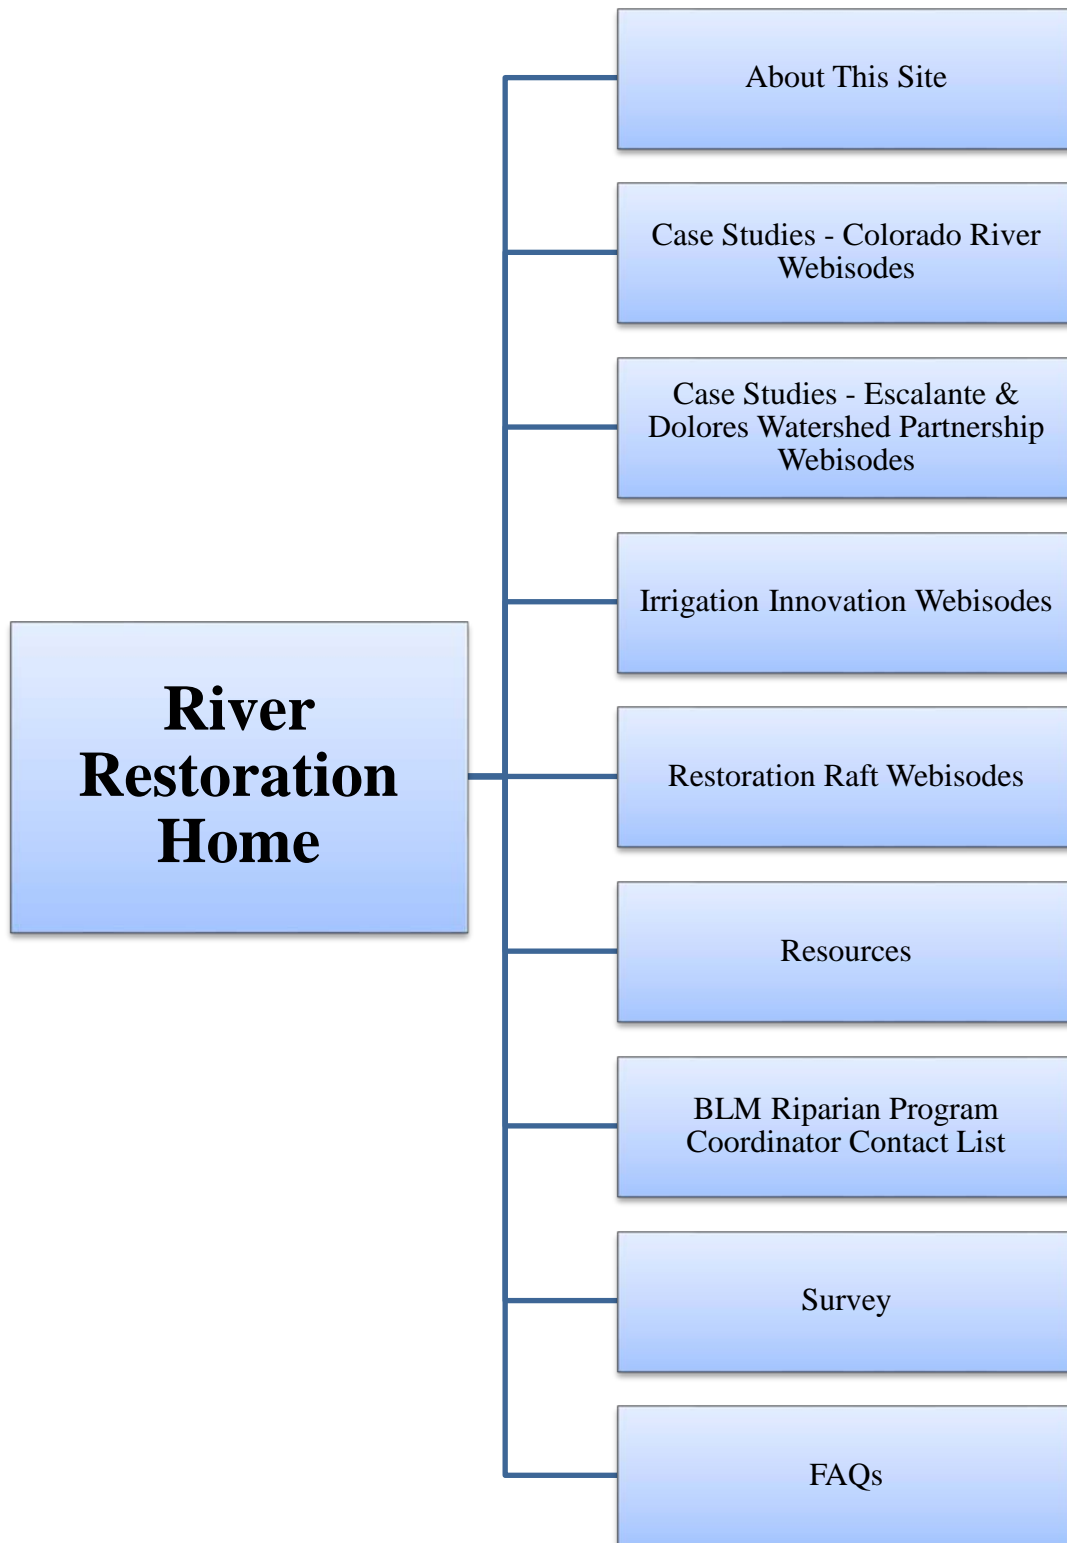 River
Restoration
Home
About This Site
Case Studies - Colorado River
Webisodes
Case Studies - Escalante &
Dolores Watershed Partnership
Webisodes
Irrigation Innovation Webisodes
Restoration Raft Webisodes
Resources
BLM Riparian Program
Coordinator Contact List
Survey
FAQs